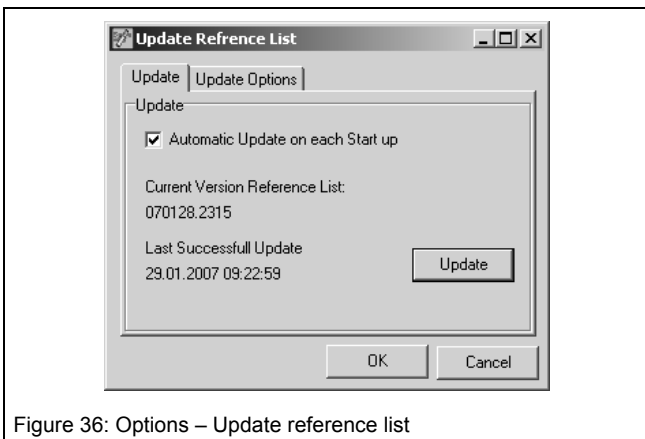 Update Refrence List
Update Update Options
Update
Automatic Update on each Start up
Current Version Reference List:
070128.2315
Last Successfull Update
29.01.2007 09:22:59
Update
OK Cancel
Figure 36: Options – Update reference list